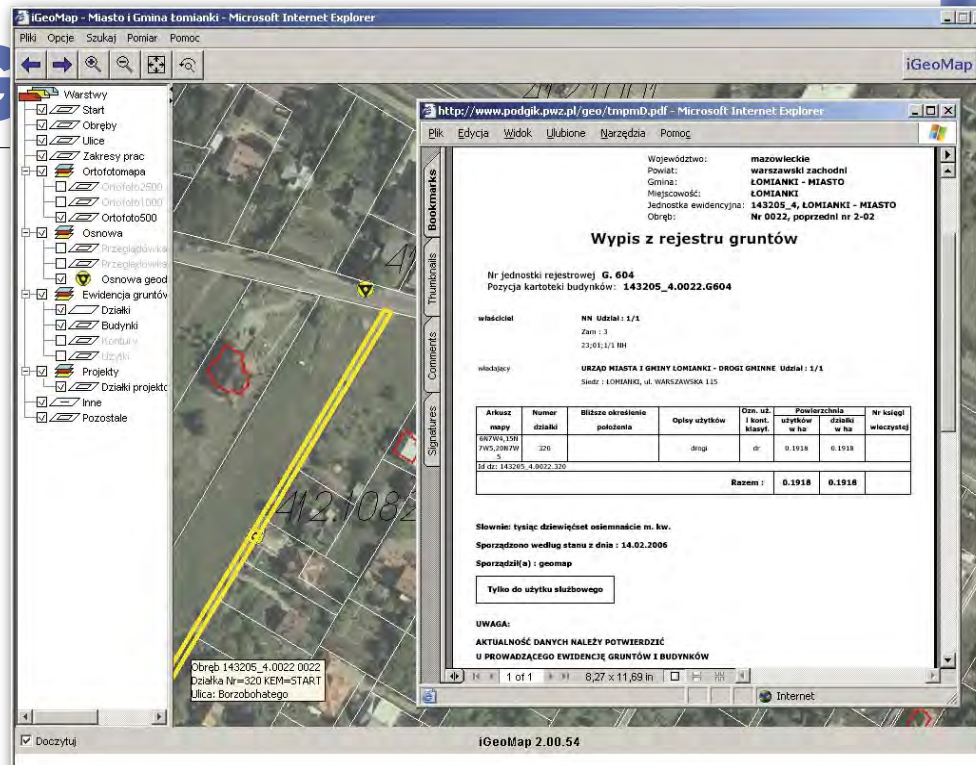 iGeoMap - Miasto i Gmina Łomianki - Microsoft Internet Explorer
Pliki Opcje Szukaj Pomiar Pomoc
iGeoMap
Warstwy
Start
Obręby
Ulice
Zakresy prac
Ortofotomapa
Ortofoto2500
Ortofoto1000
Ortofoto500
Osnowa
Przeglądówka
Przeglądówka
Osnowa geod
Ewidencja gruntów
Działki
Budynki
Kontury
Użytki
Projekty
Działki projekto
Inne
Pozostałe
412.1082
Obręb 143205_4.0022 0022
Działka Nr=320 KEM=START
Ulica: Borzobohatego
http://www.podgik.pwz.pl/geo/tmpmD.pdf - Microsoft Internet Explorer
Plik Edycja Widok Ulubione Narzędzia Pomoc
Bookmarks
Thumbnails
Comments
Signatures
Województwo: mazowieckie
Powiat: warszawski zachodni
Gmina: ŁOMIANKI - MIASTO
Miejscowość: ŁOMIANKI
Jednostka ewidencyjna: 143205_4, ŁOMIANKI - MIASTO
Obręb: Nr 0022, poprzedni nr 2-02
Wypis z rejestru gruntów
Nr jednostki rejestrowej G. 604
Pozycja kartoteki budynków: 143205_4.0022.G604
właściciel NN Udział : 1/1
Zam : 3
23;01;1/1 NH
władający URZĄD MIASTA I GMINY ŁOMIANKI - DROGI GMINNE Udział : 1/1
Siedz : ŁOMIANKI, ul. WARSZAWSKA 115
Arkusz mapy Numer działki Bliższe określenie położenia Opisy użytków Ozn. uż. i kont. klasyf. Powierzchnia użytków w ha działki w ha Nr księgi wieczystej
6N7W4,15N7W5,20N7W5 320 drogi dr 0.1918 0.1918
Id dz: 143205_4.0022.320
Razem : 0.1918 0.1918
Słownie: tysiąc dziewięćset osiemnaście m. kw.
Sporządzono według stanu z dnia : 14.02.2006
Sporządził(a) : geomap
Tylko do użytku służbowego
UWAGA:
AKTUALNOŚĆ DANYCH NALEŻY POTWIERDZIĆ
U PROWADZĄCEGO EWIDENCJĘ GRUNTÓW I BUDYNKÓW
1 of 1 8,27 x 11,69 in
Internet
Doczytuj
iGeoMap 2.00.54